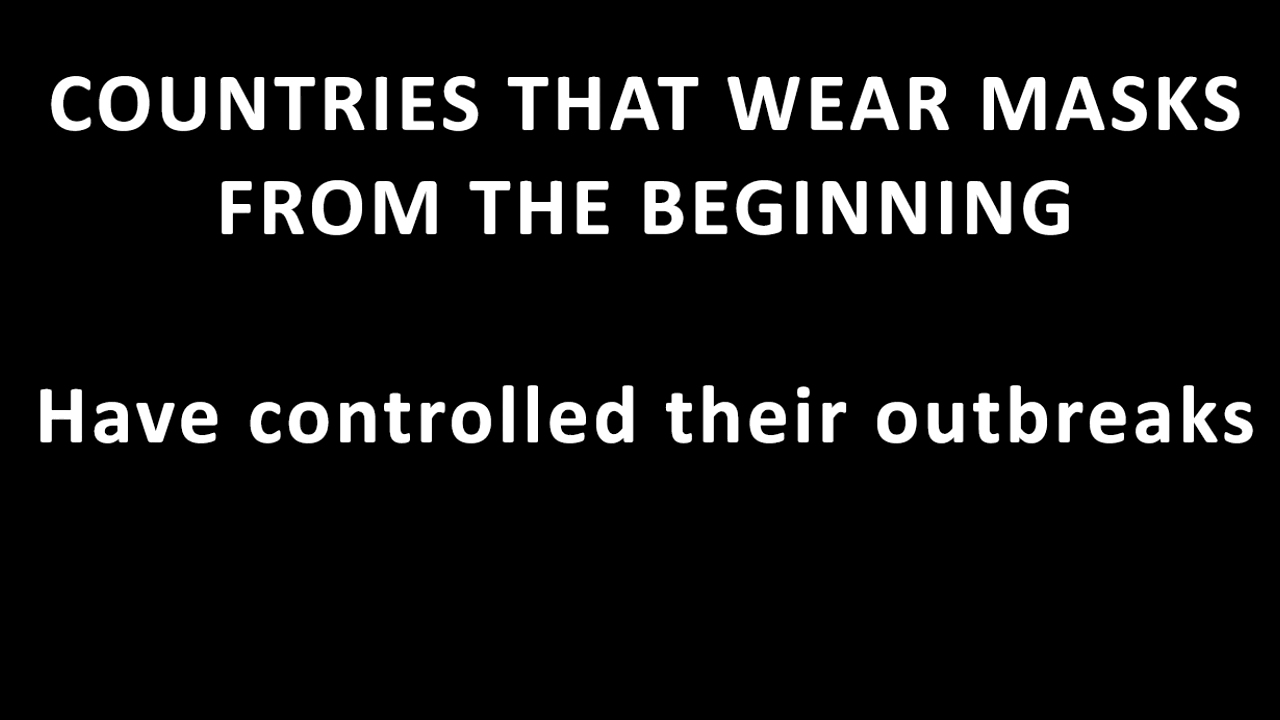 COUNTRIES THAT WEAR MASKS
FROM THE BEGINNING
Have controlled their outbreaks